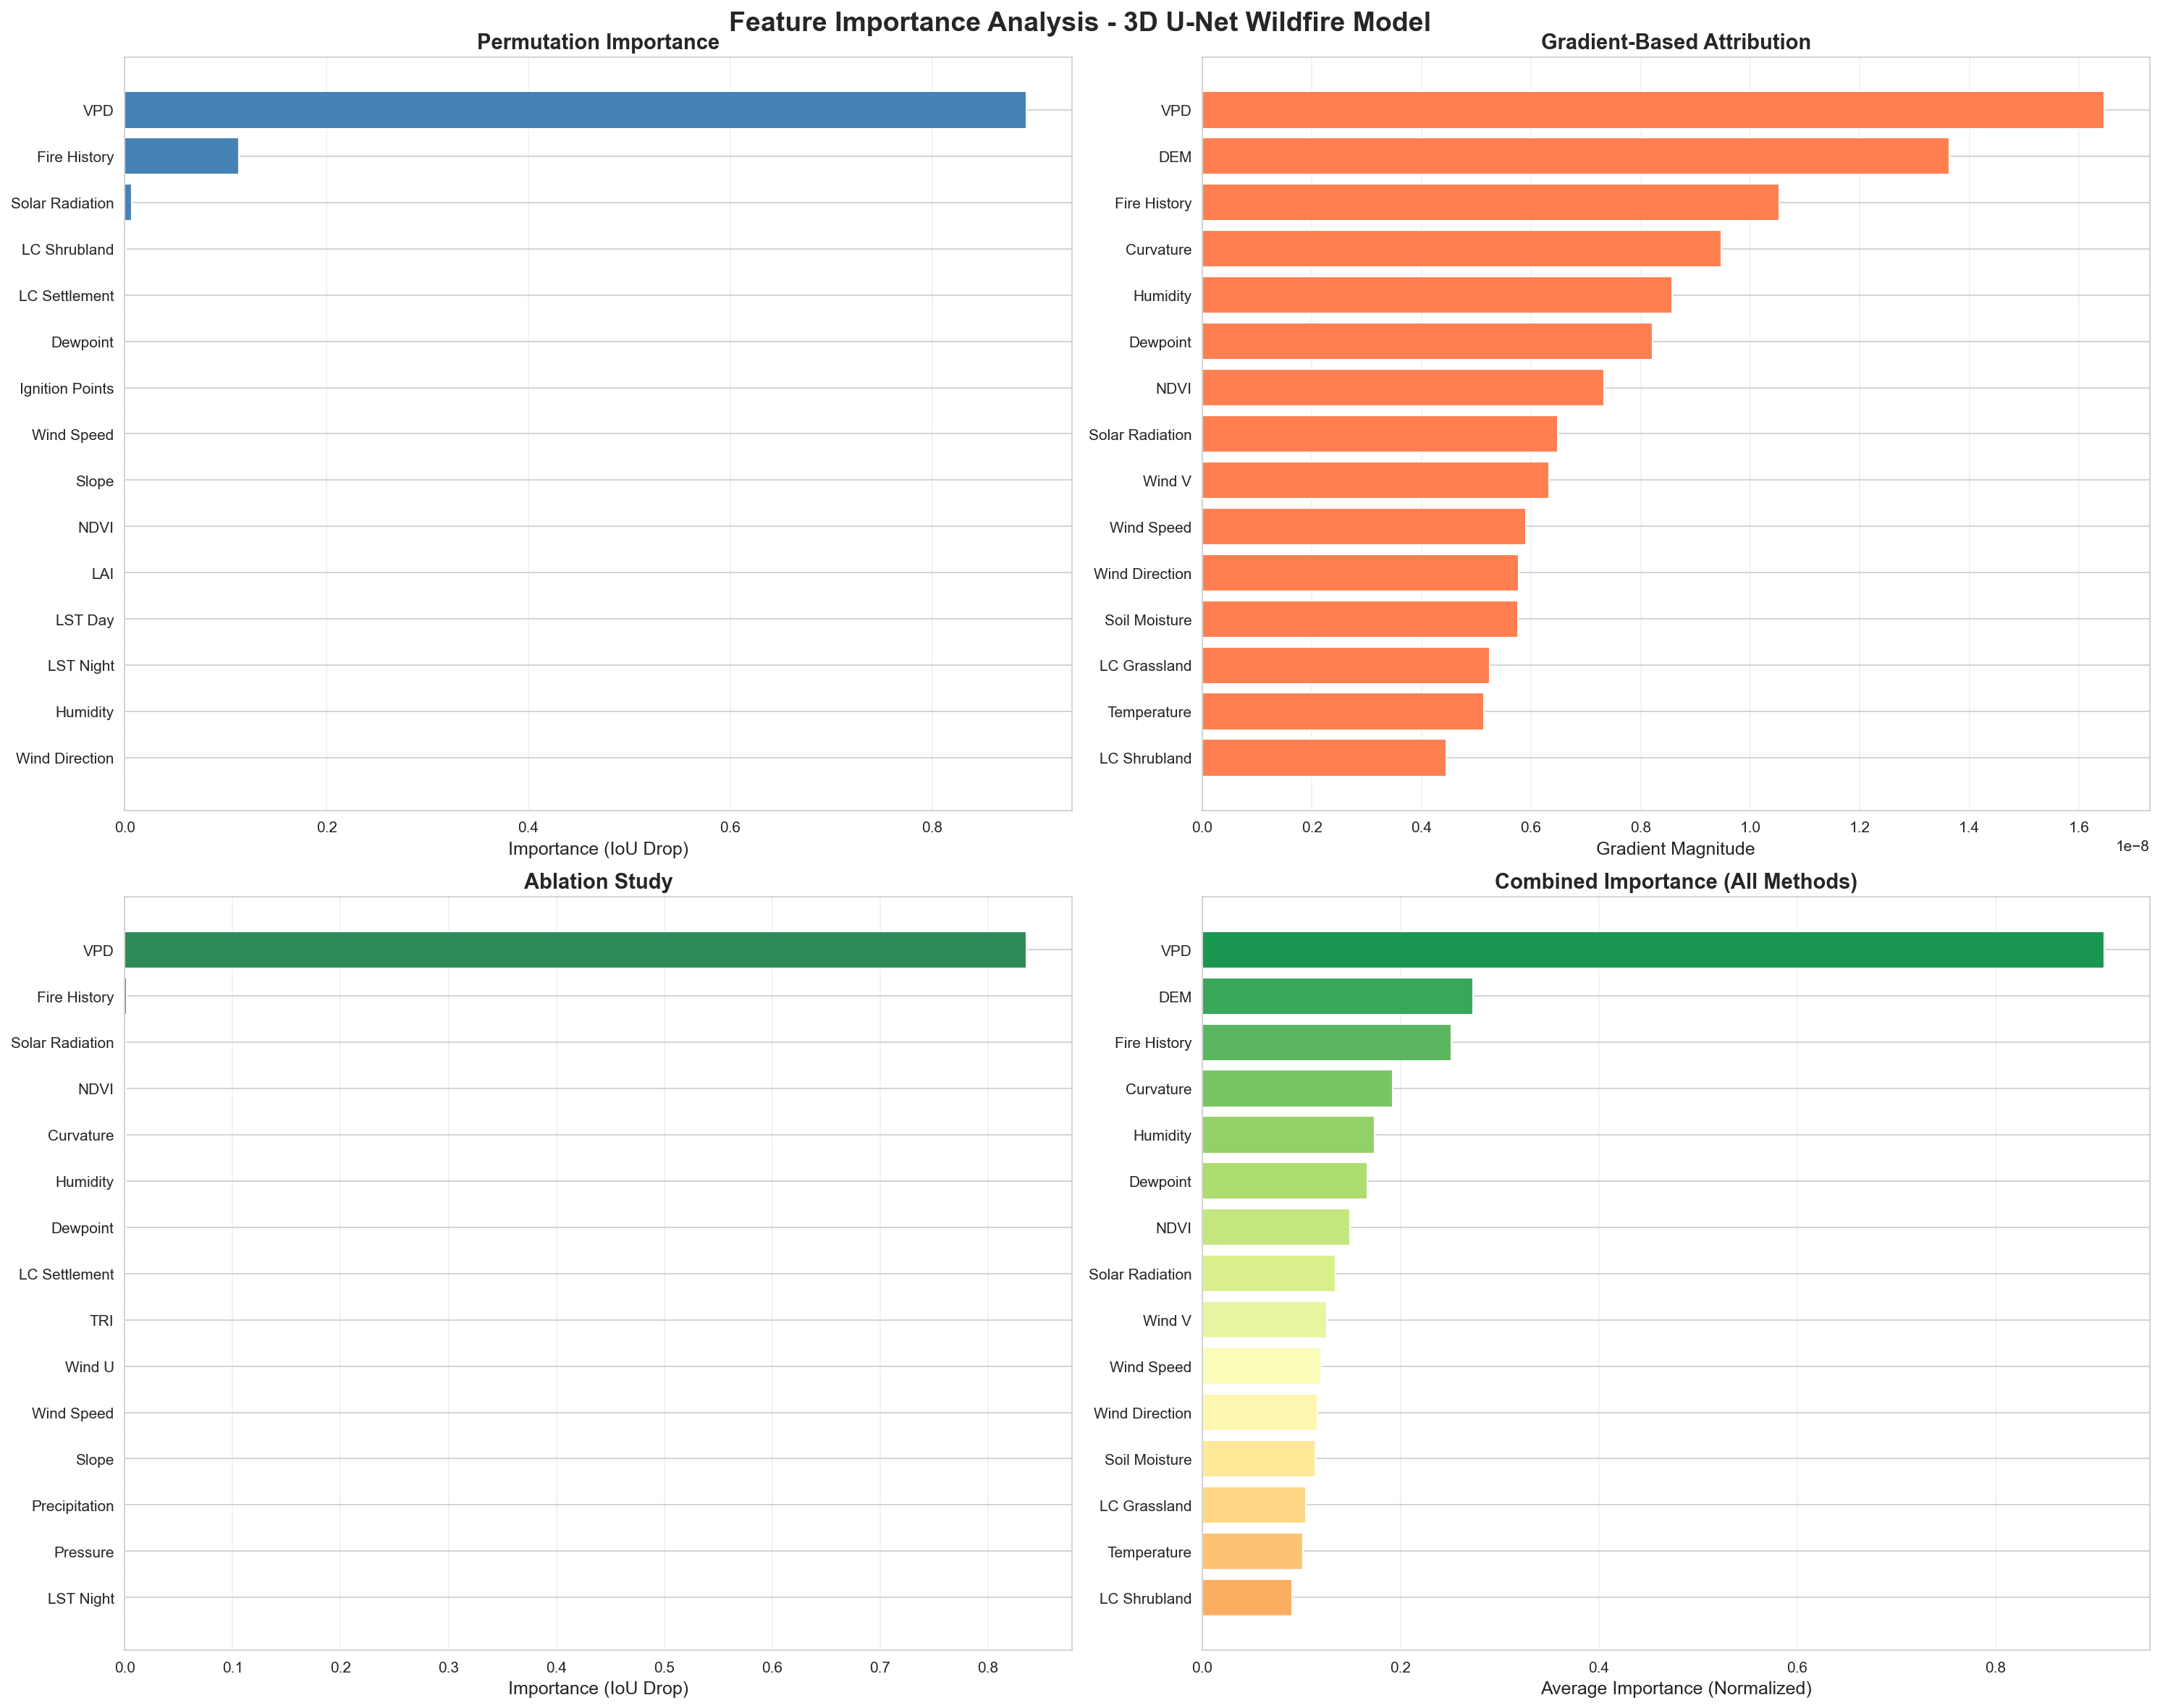 Feature Importance Analysis - 3D U-Net Wildfire Model
Permutation Importance
VPD
Fire History
Solar Radiation
LC Shrubland
LC Settlement
Dewpoint
Ignition Points
Wind Speed
Slope
NDVI
LAI
LST Day
LST Night
Humidity
Wind Direction
0.0 0.2 0.4 0.6 0.8
Importance (IoU Drop)
Gradient-Based Attribution
VPD
DEM
Fire History
Curvature
Humidity
Dewpoint
NDVI
Solar Radiation
Wind V
Wind Speed
Wind Direction
Soil Moisture
LC Grassland
Temperature
LC Shrubland
0.0 0.2 0.4 0.6 0.8 1.0 1.2 1.4 1.6
1e−8
Gradient Magnitude
Ablation Study
VPD
Fire History
Solar Radiation
NDVI
Curvature
Humidity
Dewpoint
LC Settlement
TRI
Wind U
Wind Speed
Slope
Precipitation
Pressure
LST Night
0.0 0.1 0.2 0.3 0.4 0.5 0.6 0.7 0.8
Importance (IoU Drop)
Combined Importance (All Methods)
VPD
DEM
Fire History
Curvature
Humidity
Dewpoint
NDVI
Solar Radiation
Wind V
Wind Speed
Wind Direction
Soil Moisture
LC Grassland
Temperature
LC Shrubland
0.0 0.2 0.4 0.6 0.8
Average Importance (Normalized)